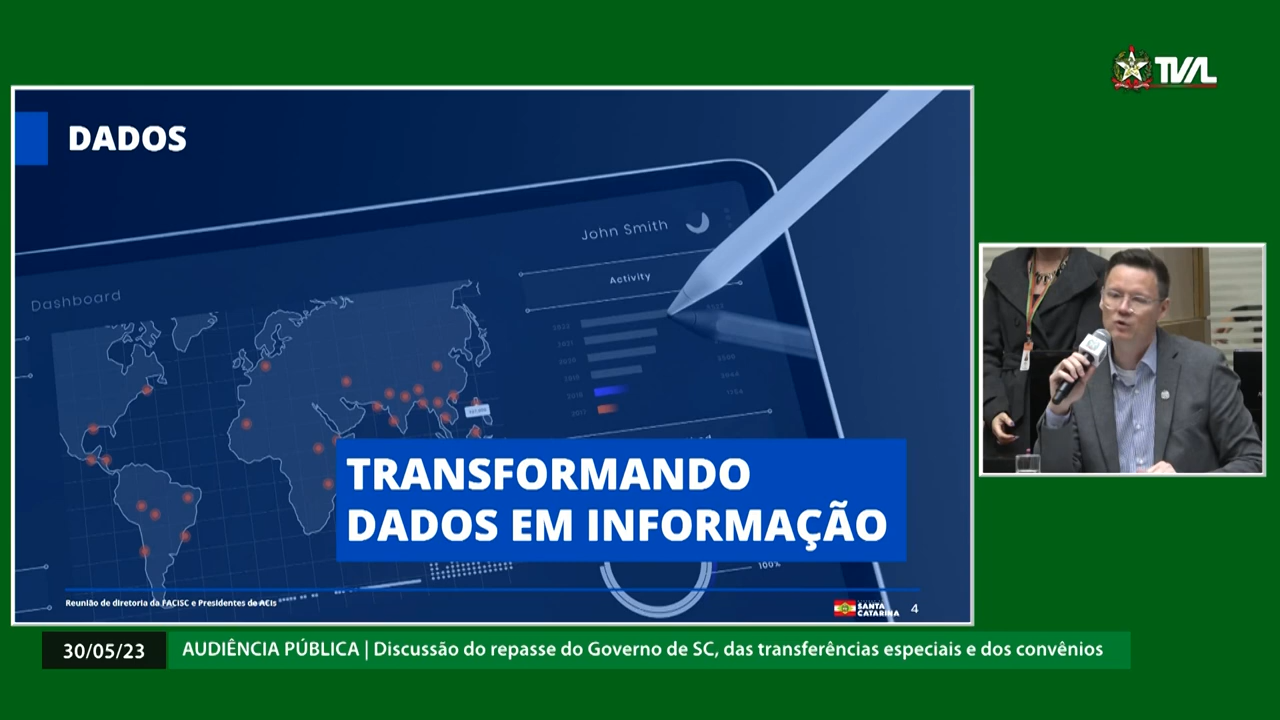 TVAL
DADOS
John Smith
Activity
Dashboard
TRANSFORMANDO
DADOS EM INFORMAÇÃO
100%
Reunião de diretoria da FACISC e Presidentes de ACIs
SANTA
CATARINA
4
30/05/23
AUDIÊNCIA PÚBLICA | Discussão do repasse do Governo de SC, das transferências especiais e dos convênios